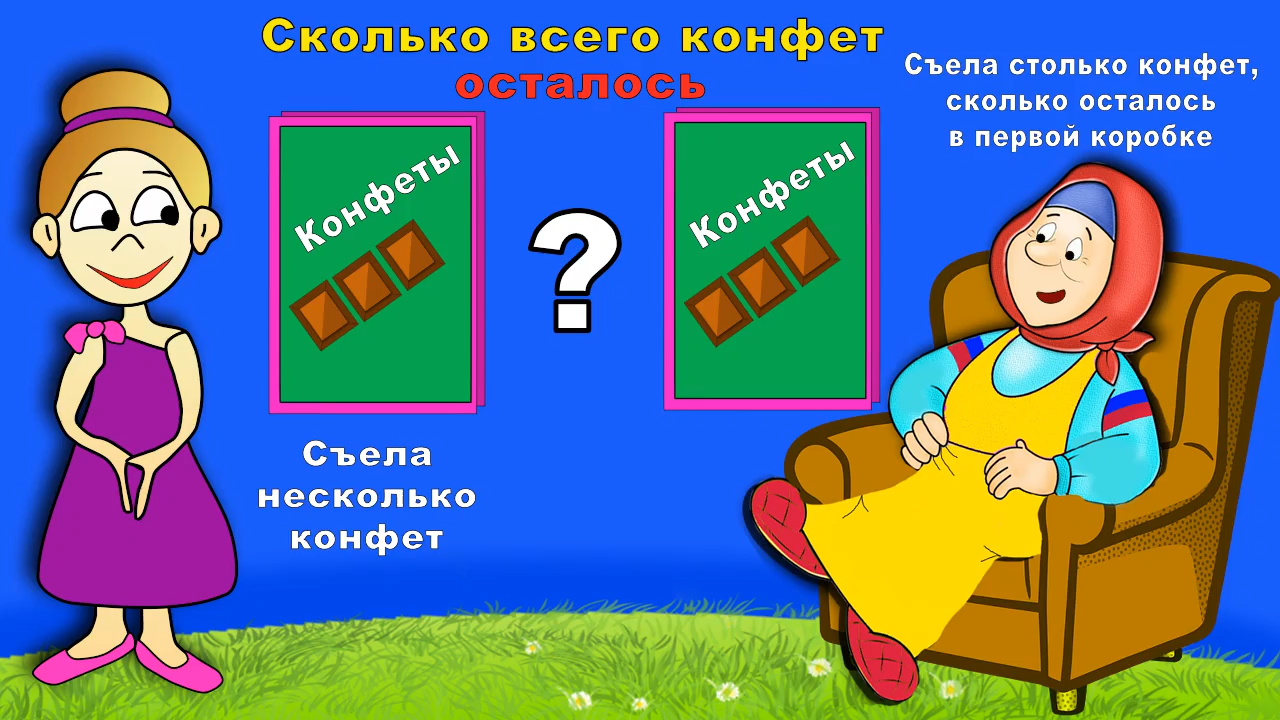 Сколько всего конфет
осталось
Съела столько конфет,
сколько осталось
в первой коробке
Конфеты
?
Конфеты
Съела
несколько
конфет